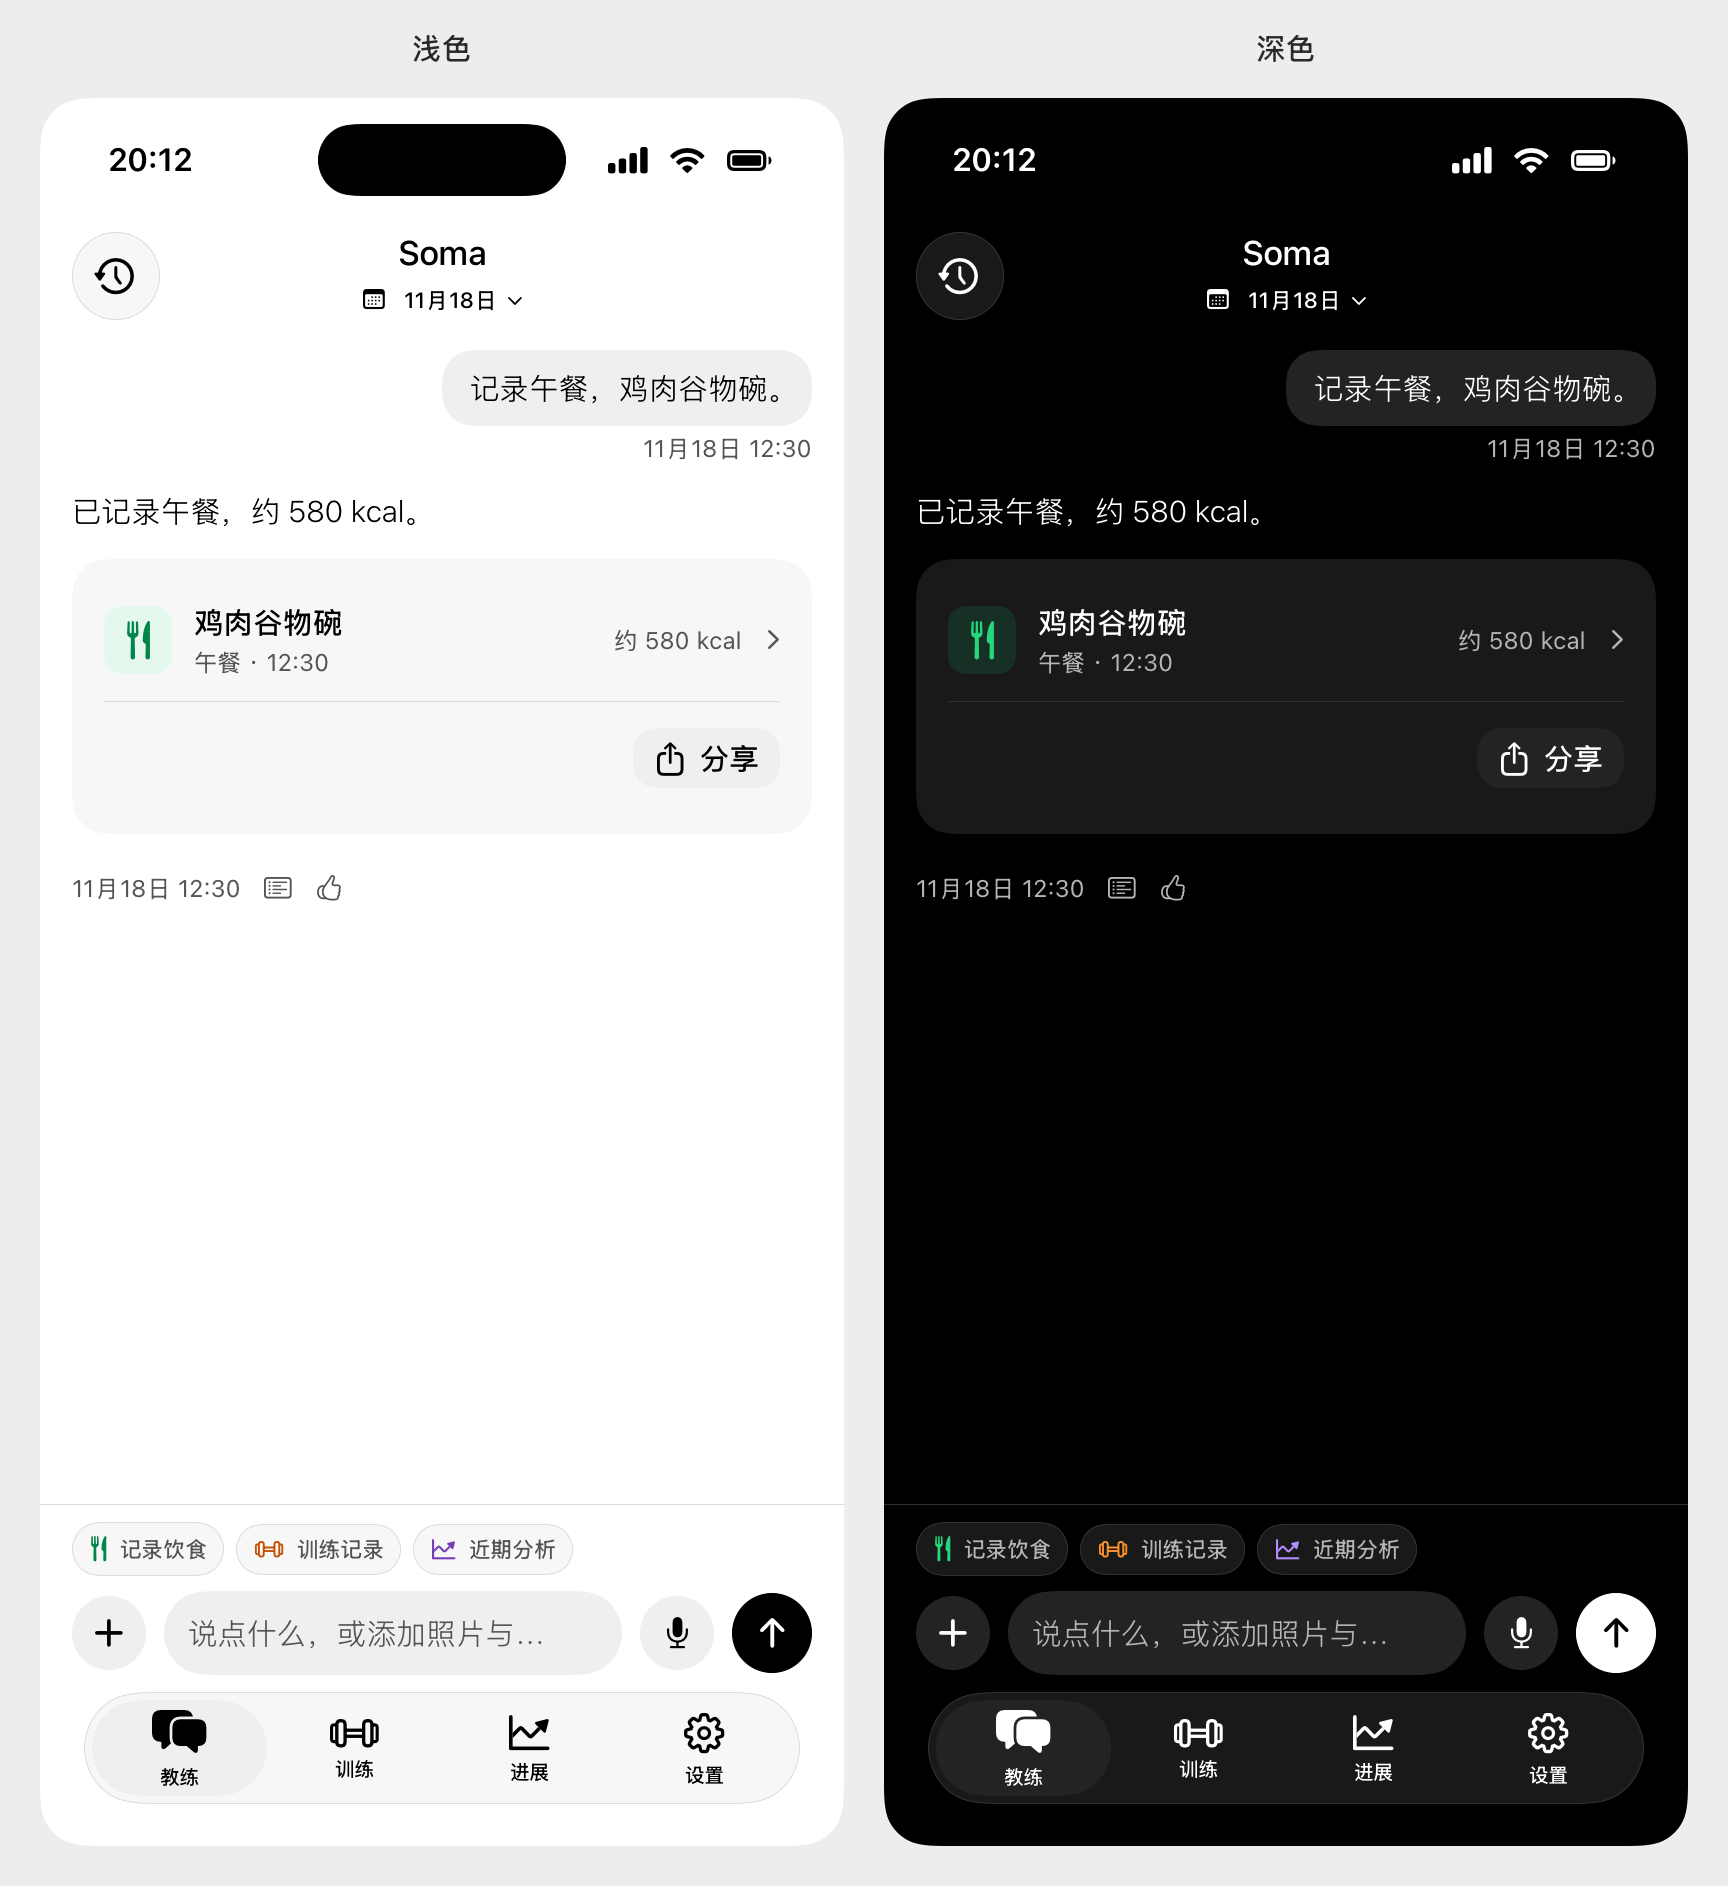 浅色
20:12
Soma
11月18日
记录午餐，鸡肉谷物碗。
11月18日 12:30
已记录午餐，约 580 kcal。
鸡肉谷物碗
午餐 · 12:30
约 580 kcal
分享
11月18日 12:30
记录饮食
训练记录
近期分析
说点什么，或添加照片与...
教练
训练
进展
设置
深色
20:12
Soma
11月18日
记录午餐，鸡肉谷物碗。
11月18日 12:30
已记录午餐，约 580 kcal。
鸡肉谷物碗
午餐 · 12:30
约 580 kcal
分享
11月18日 12:30
记录饮食
训练记录
近期分析
说点什么，或添加照片与...
教练
训练
进展
设置